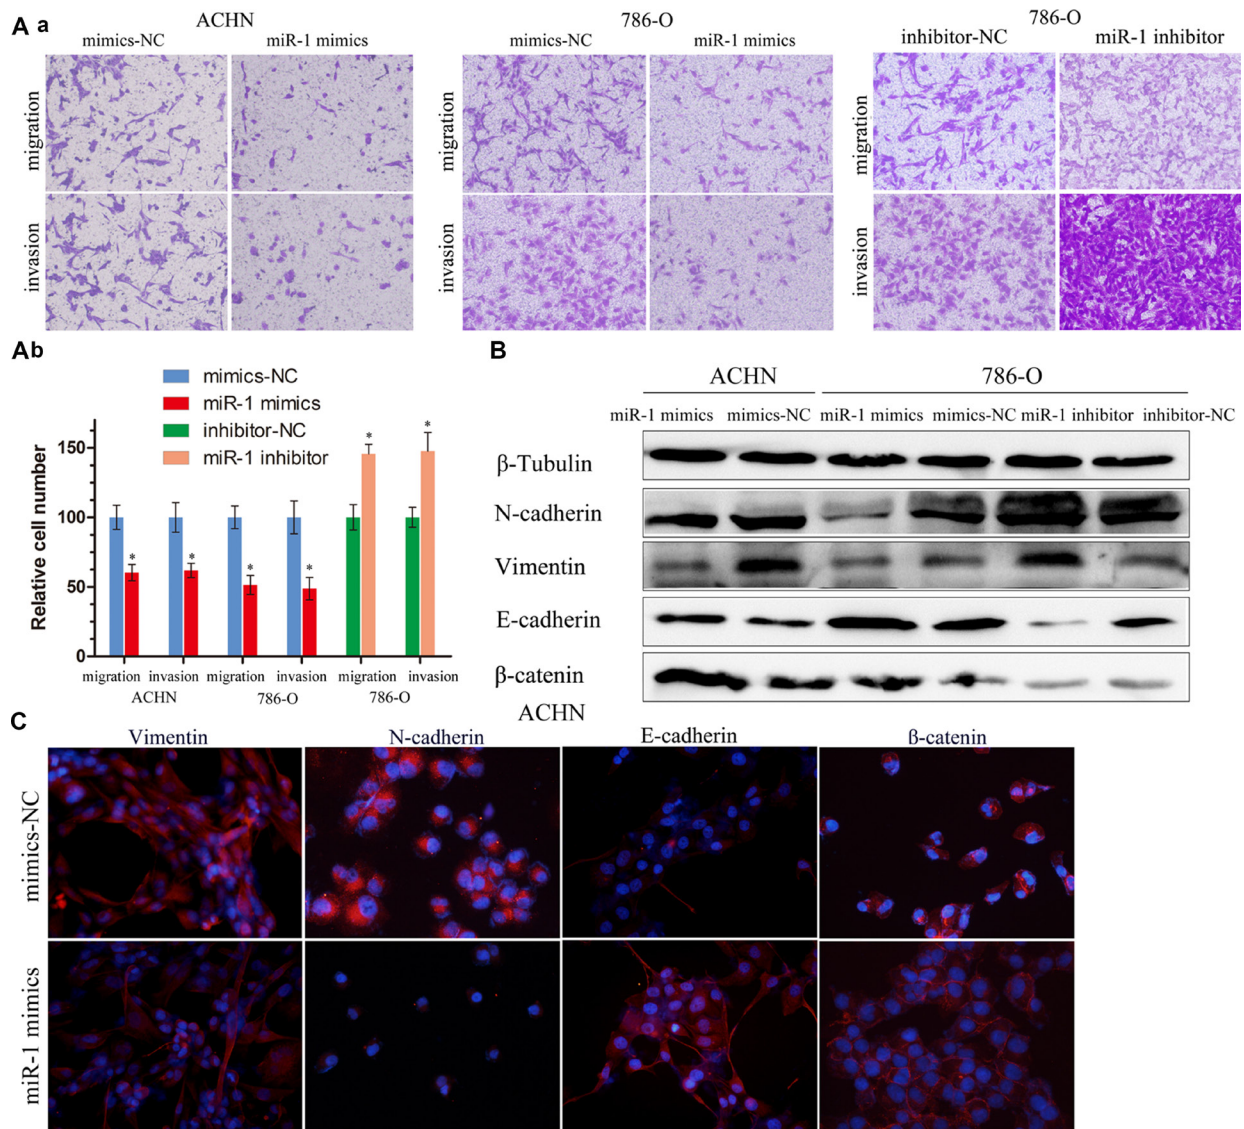 A a
ACHN
mimics-NC miR-1 mimics
786-O
mimics-NC miR-1 mimics
786-O
inhibitor-NC miR-1 inhibitor
migration
invasion
migration
invasion
migration
invasion
Ab
mimics-NC
miR-1 mimics
inhibitor-NC
miR-1 inhibitor
Relative cell number
150
100
50
0
* * * * * *
migration invasion migration invasion migration invasion
ACHN 786-O 786-O
B
ACHN 786-O
miR-1 mimics mimics-NC miR-1 mimics mimics-NC miR-1 inhibitor inhibitor-NC
β-Tubulin
N-cadherin
Vimentin
E-cadherin
β-catenin
C
ACHN
Vimentin N-cadherin E-cadherin ß-catenin
mimics-NC
miR-1 mimics